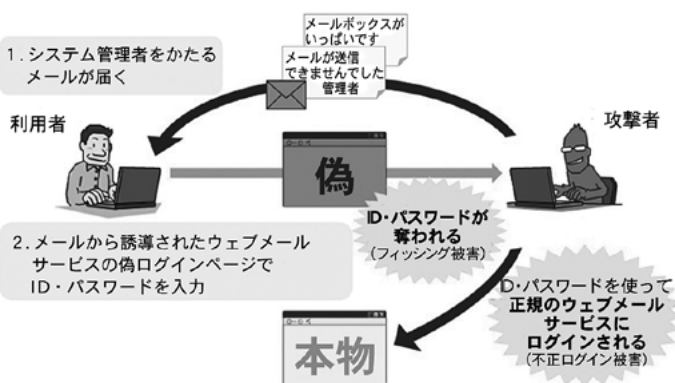 メールボックスが
いっぱいです
メールが送信
できませんでした
管理者
1.システム管理者をかたる
メールが届く
利用者
攻撃者
偽
ID・パスワードが
奪われる
(フィッシング被害)
2.メールから誘導されたウェブメール
サービスの偽ログインページで
ID・パスワードを入力
ID・パスワードを使って
正規のウェブメール
サービスに
ログインされる
(不正ログイン被害)
本物